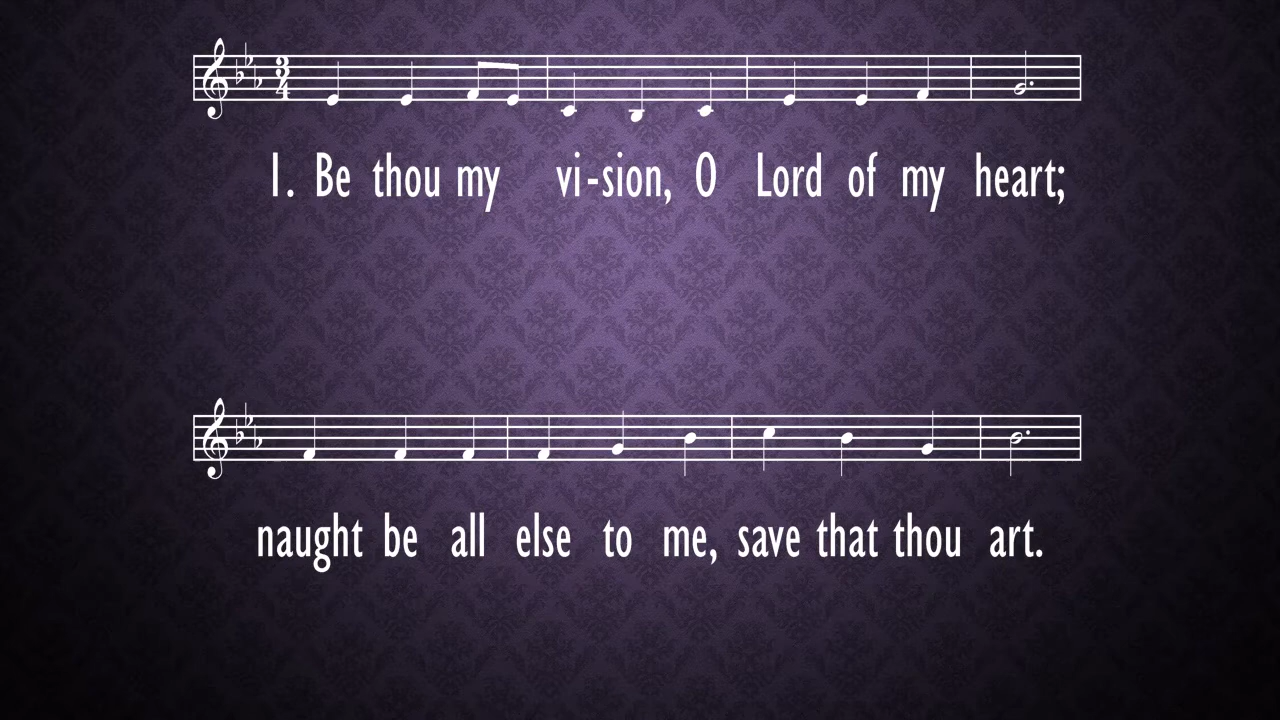 1. Be thou my vi-sion, O Lord of my heart;
naught be all else to me, save that thou art.